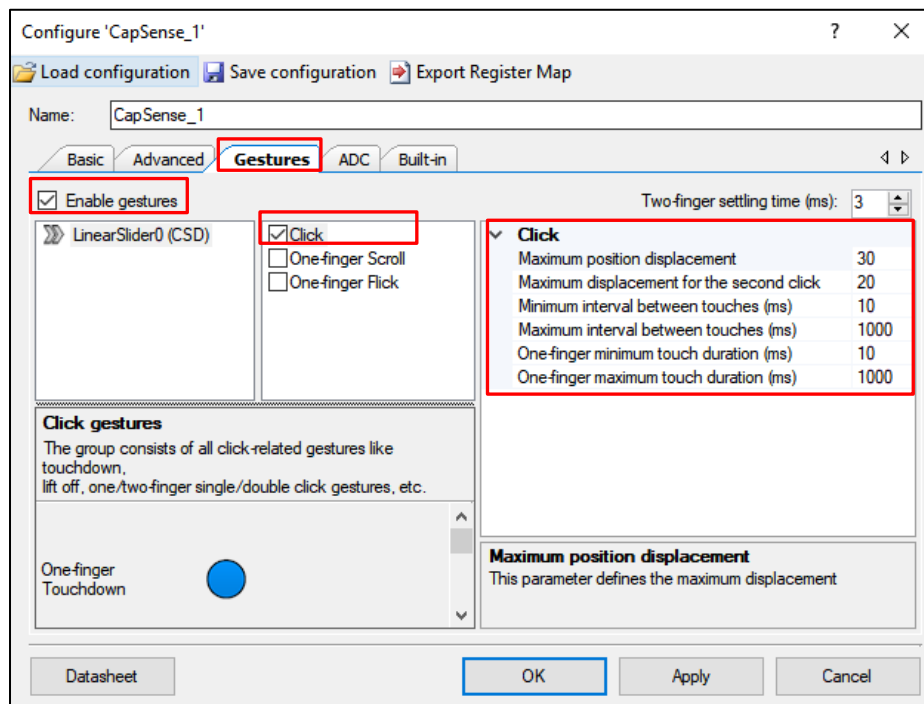 Configure 'CapSense_1'
?
Load configuration Save configuration Export Register Map
Name: CapSense_1
Basic Advanced Gestures ADC Built-in
Enable gestures
Two-finger settling time (ms): 3
LinearSlider0 (CSD)
Click
One-finger Scroll
One-finger Flick
Click
Maximum position displacement 30
Maximum displacement for the second click 20
Minimum interval between touches (ms) 10
Maximum interval between touches (ms) 1000
One-finger minimum touch duration (ms) 10
One-finger maximum touch duration (ms) 1000
Click gestures
The group consists of all click-related gestures like
touchdown,
lift off, one/two-finger single/double click gestures, etc.
One-finger
Touchdown
Maximum position displacement
This parameter defines the maximum displacement
Datasheet OK Apply Cancel